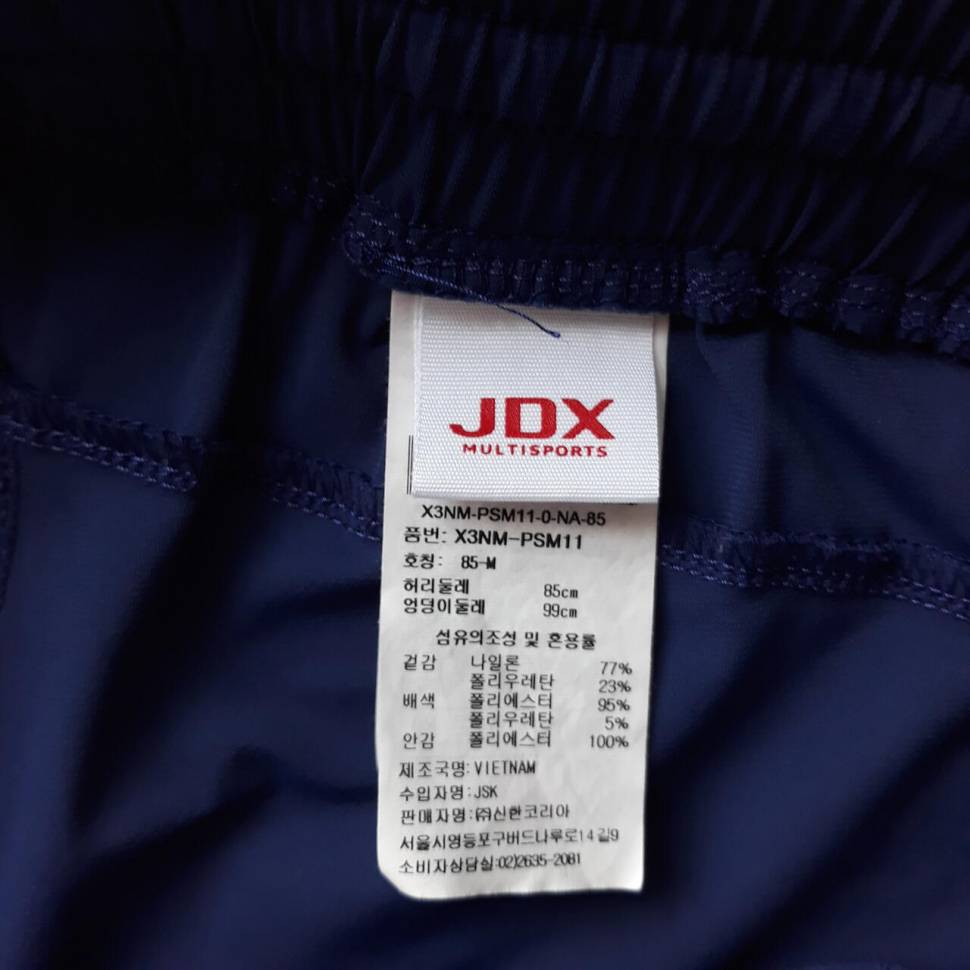 JDX
MULTISPORTS
X3NM-PSM11-0-NA-85
품번: X3NM-PSM11
호칭: 85-M
허리둘레 85cm
엉덩이둘레 99cm
섬유의조성 및 혼용률
겉감 나일론 77%
폴리우레탄 23%
배색 폴리에스터 95%
폴리우레탄 5%
안감 폴리에스터 100%
제조국명:VIETNAM
수입자명:JSK
판매자명:㈜신한코리아
서울시영등포구버드나루로14길9
소비자상담실:02)2635-2081